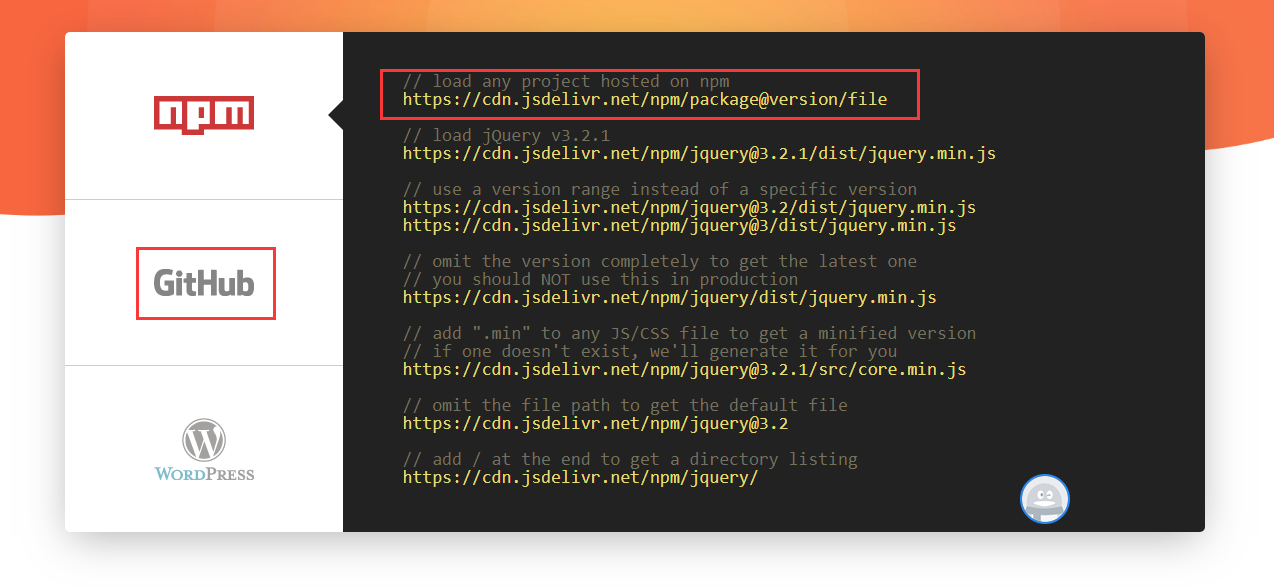 npm
GitHub
WORDPRESS
// load any project hosted on npm
https://cdn.jsdelivr.net/npm/package@version/file
// load jQuery v3.2.1
https://cdn.jsdelivr.net/npm/jquery@3.2.1/dist/jquery.min.js
// use a version range instead of a specific version
https://cdn.jsdelivr.net/npm/jquery@3.2/dist/jquery.min.js
https://cdn.jsdelivr.net/npm/jquery@3/dist/jquery.min.js
// omit the version completely to get the latest one
// you should NOT use this in production
https://cdn.jsdelivr.net/npm/jquery/dist/jquery.min.js
// add ".min" to any JS/CSS file to get a minified version
// if one doesn't exist, we'll generate it for you
https://cdn.jsdelivr.net/npm/jquery@3.2.1/src/core.min.js
// omit the file path to get the default file
https://cdn.jsdelivr.net/npm/jquery@3.2
// add / at the end to get a directory listing
https://cdn.jsdelivr.net/npm/jquery/